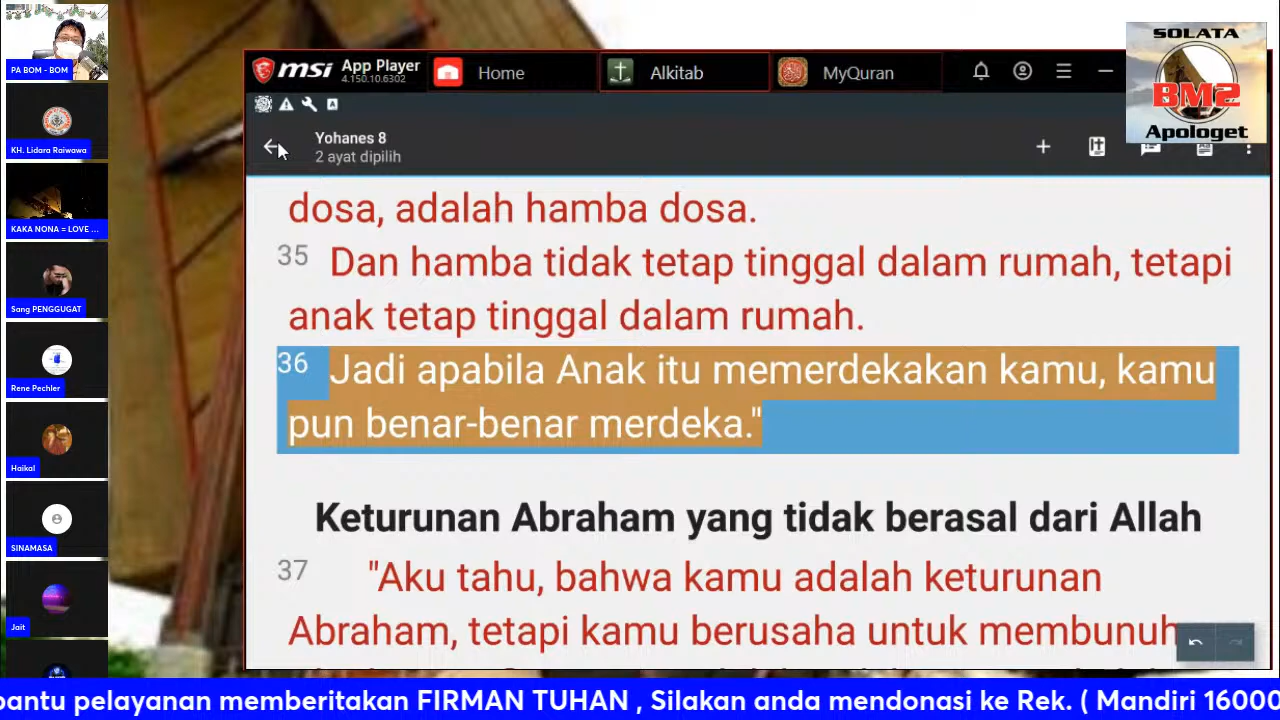 PA BOM - BOM
KH. Lidara Raiwawa
KAKA NONA = LOVE ...
Sang PENGGUGAT
Rene Pechler
Haikal
SINAMASA
Jait
msi App Player
4.150.10.6302
Home
Alkitab
MyQuran
SOLATA
BM2
Apologet
Yohanes 8
2 ayat dipilih
dosa, adalah hamba dosa.
35 Dan hamba tidak tetap tinggal dalam rumah, tetapi
anak tetap tinggal dalam rumah.
36 Jadi apabila Anak itu memerdekakan kamu, kamu
pun benar-benar merdeka."
Keturunan Abraham yang tidak berasal dari Allah
37 "Aku tahu, bahwa kamu adalah keturunan
Abraham, tetapi kamu berusaha untuk membunuh
bantu pelayanan memberitakan FIRMAN TUHAN , Silakan anda mendonasi ke Rek. ( Mandiri 16000